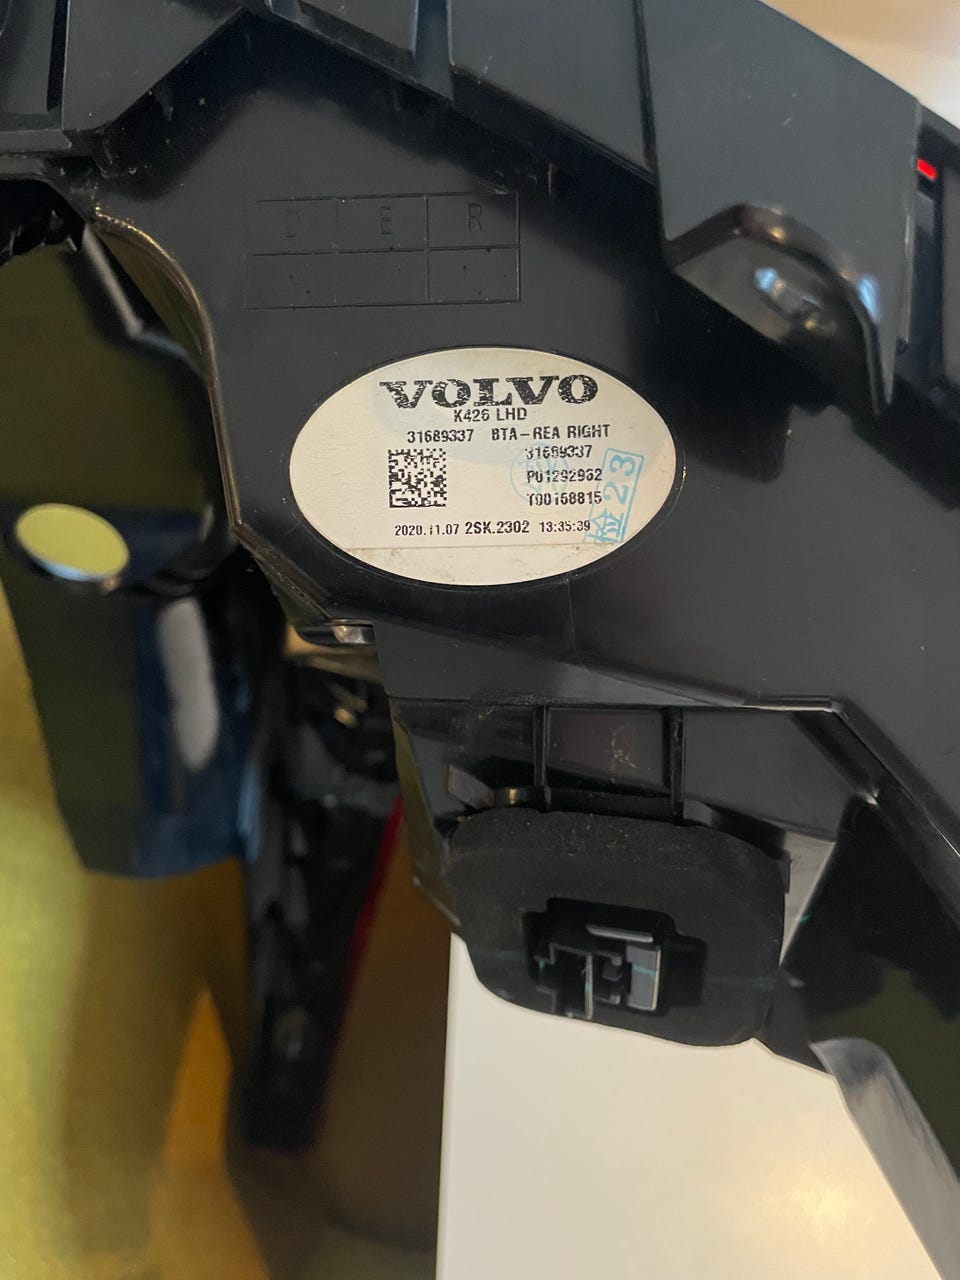 D E R
VOLVO
K426 LHD
31689337 BTA-REA RIGHT
31689337
P01292962
T00168815
2020.11.07 2SK.2302 13:35:39
23